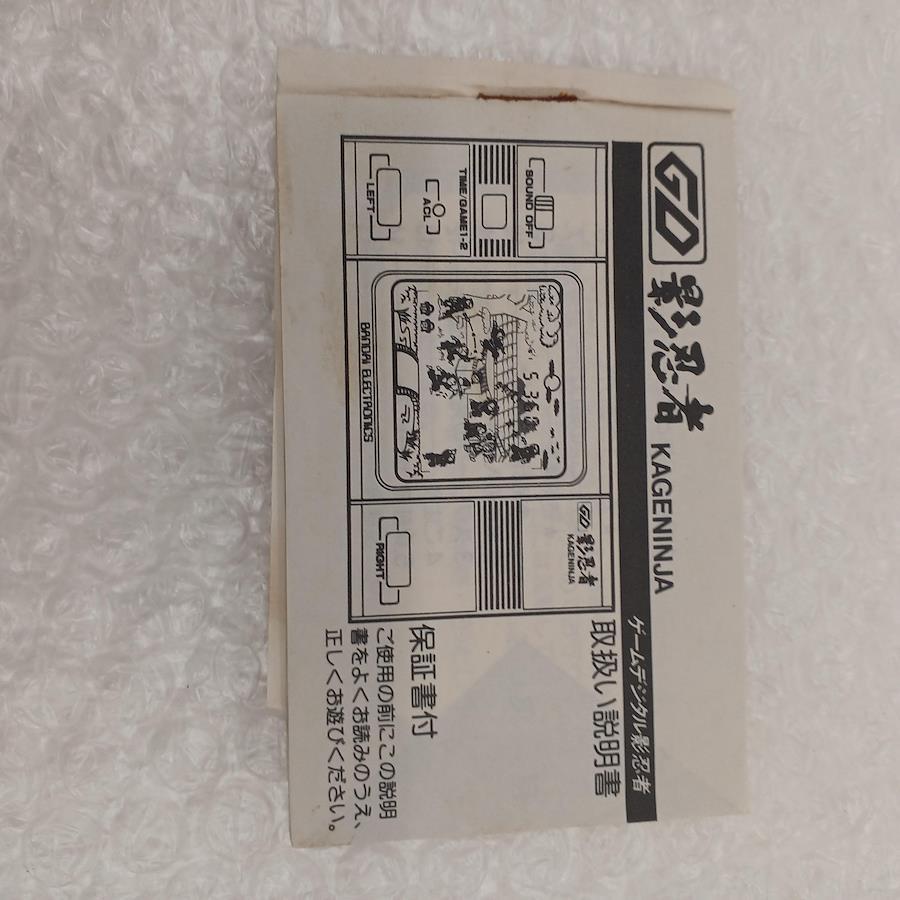 GD 影忍者 KAGENINJA
ゲームデジタル影忍者
SOUND OFF
TIME/GAME1-2
ACL
LEFT
5 36
BANDAI ELECTRONICS
GD 影忍者
KAGENINJA
RIGHT
取扱い説明書
保証書付
ご使用の前にこの説明
書をよくお読みのうえ、
正しくお遊びください。